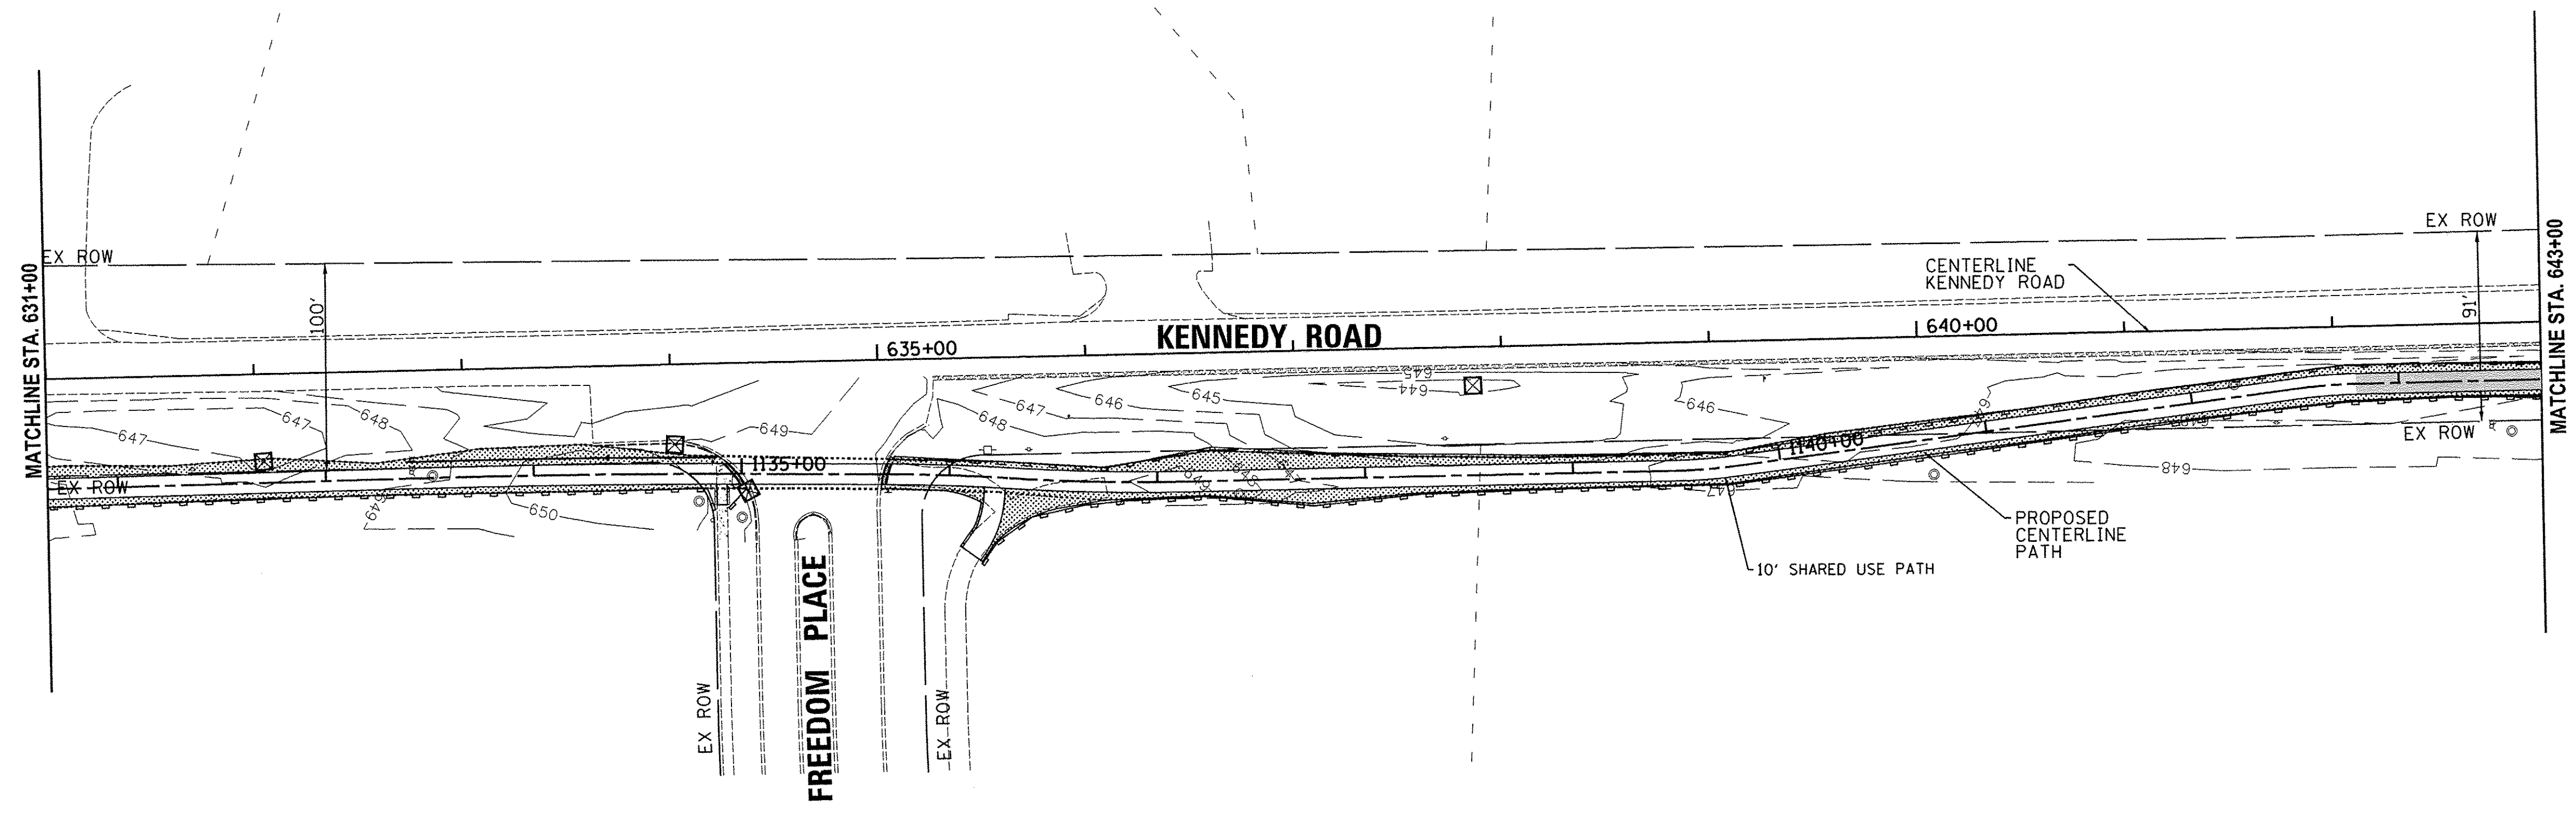 EX ROW
EX ROW
MATCHLINE STA. 631+00
MATCHLINE STA. 643+00
100'
91'
CENTERLINE
KENNEDY ROAD
KENNEDY ROAD
635+00
640+00
645
644
647
647
648
649
647
646
645
648
646
EX ROW
EX ROW
1135+00
1140+00
649
650
649
648
647
648
PROPOSED
CENTERLINE
PATH
10' SHARED USE PATH
EX ROW
EX ROW
FREEDOM PLACE